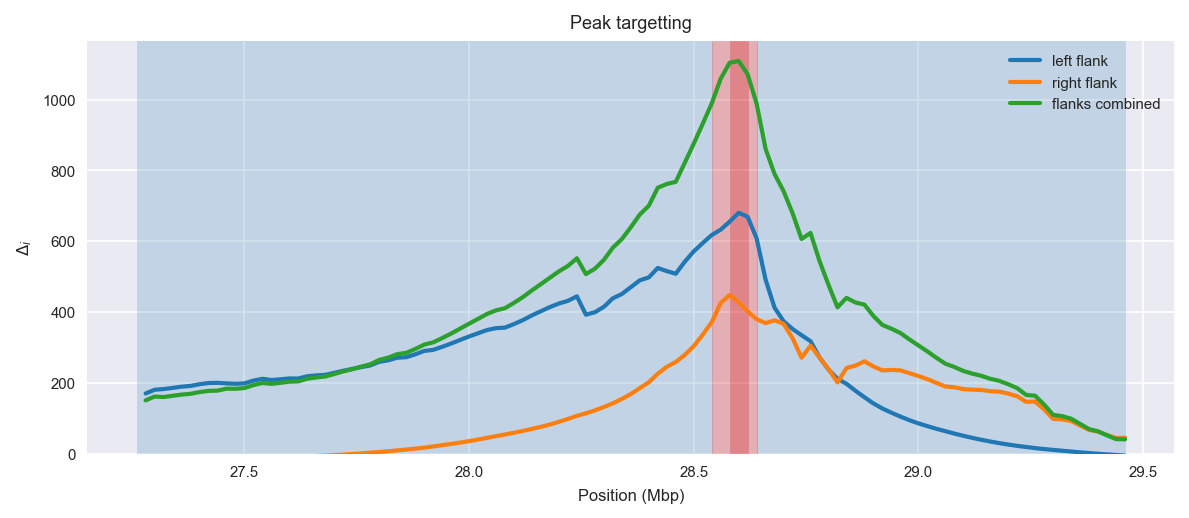 Peak targetting
left flank
right flank
flanks combined
Δi
1000
800
600
400
200
0
27.5 28.0 28.5 29.0 29.5
Position (Mbp)